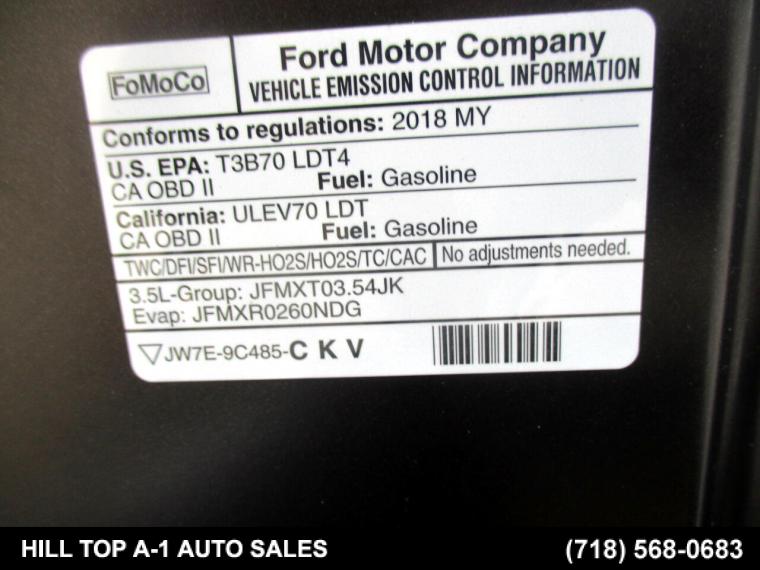 FoMoCo
Ford Motor Company
VEHICLE EMISSION CONTROL INFORMATION
Conforms to regulations: 2018 MY
U.S. EPA: T3B70 LDT4
CA OBD II Fuel: Gasoline
California: ULEV70 LDT
CA OBD II Fuel: Gasoline
TWC/DFI/SFI/WR-HO2S/HO2S/TC/CAC No adjustments needed.
3.5L-Group: JFMXT03.54JK
Evap: JFMXR0260NDG
JW7E-9C485-C K V
HILL TOP A-1 AUTO SALES (718) 568-0683